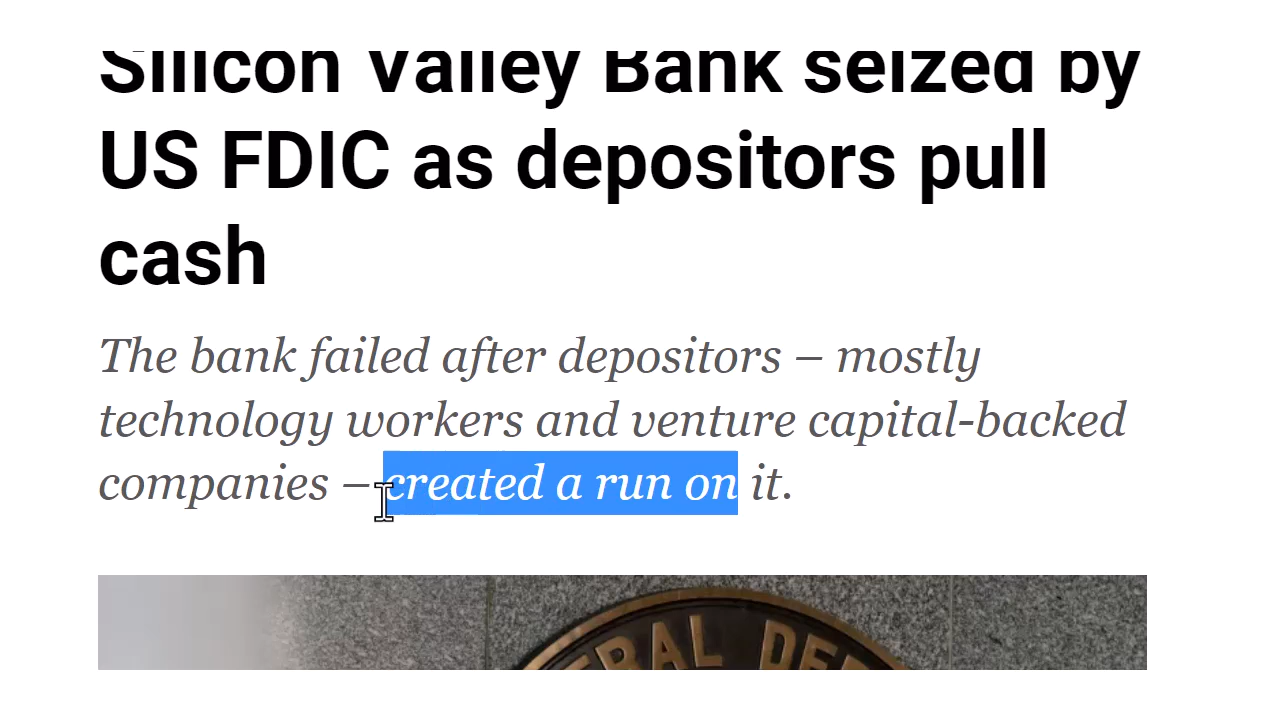 Silicon Valley Bank seized by
US FDIC as depositors pull
cash
The bank failed after depositors – mostly
technology workers and venture capital-backed
companies – created a run on it.